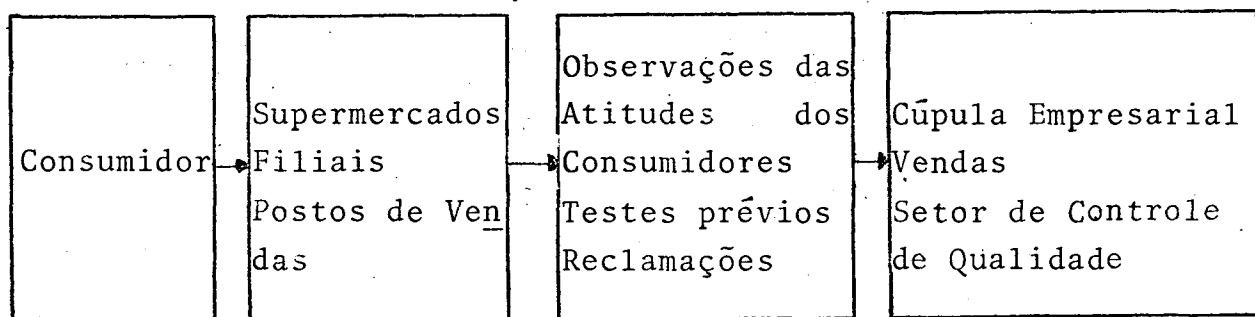 Consumidor
Supermercados
Filiais
Postos de Ven
das
Observações das
Atitudes dos
Consumidores
Testes prévios
Reclamações
Cúpula Empresarial
Vendas
Setor de Controle
de Qualidade